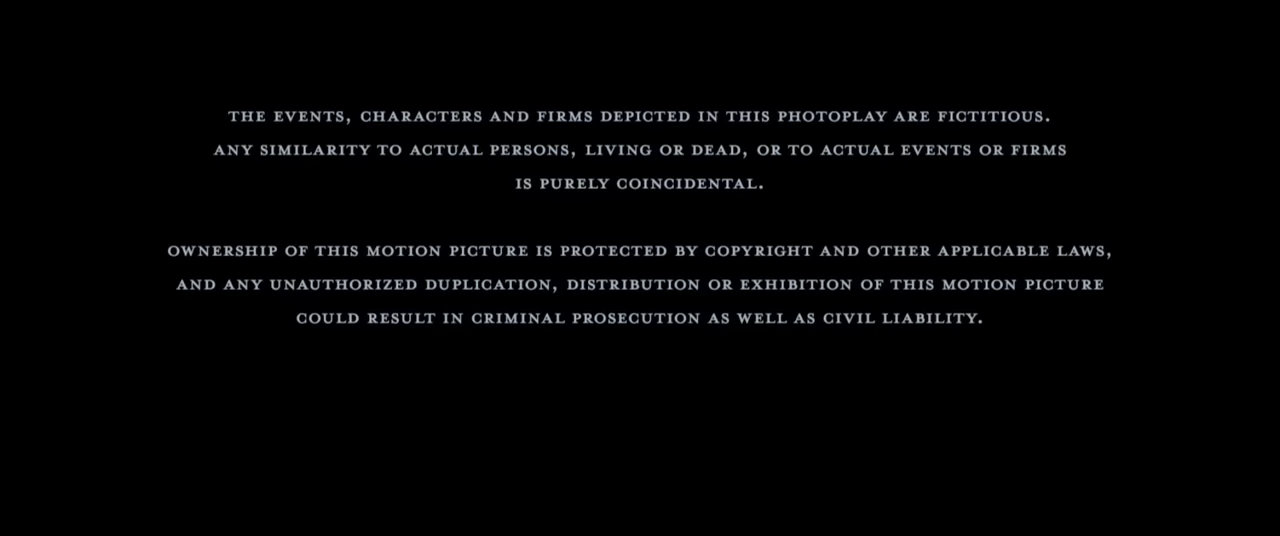 THE EVENTS, CHARACTERS AND FIRMS DEPICTED IN THIS PHOTOPLAY ARE FICTITIOUS.
ANY SIMILARITY TO ACTUAL PERSONS, LIVING OR DEAD, OR TO ACTUAL EVENTS OR FIRMS
IS PURELY COINCIDENTAL.
OWNERSHIP OF THIS MOTION PICTURE IS PROTECTED BY COPYRIGHT AND OTHER APPLICABLE LAWS,
AND ANY UNAUTHORIZED DUPLICATION, DISTRIBUTION OR EXHIBITION OF THIS MOTION PICTURE
COULD RESULT IN CRIMINAL PROSECUTION AS WELL AS CIVIL LIABILITY.